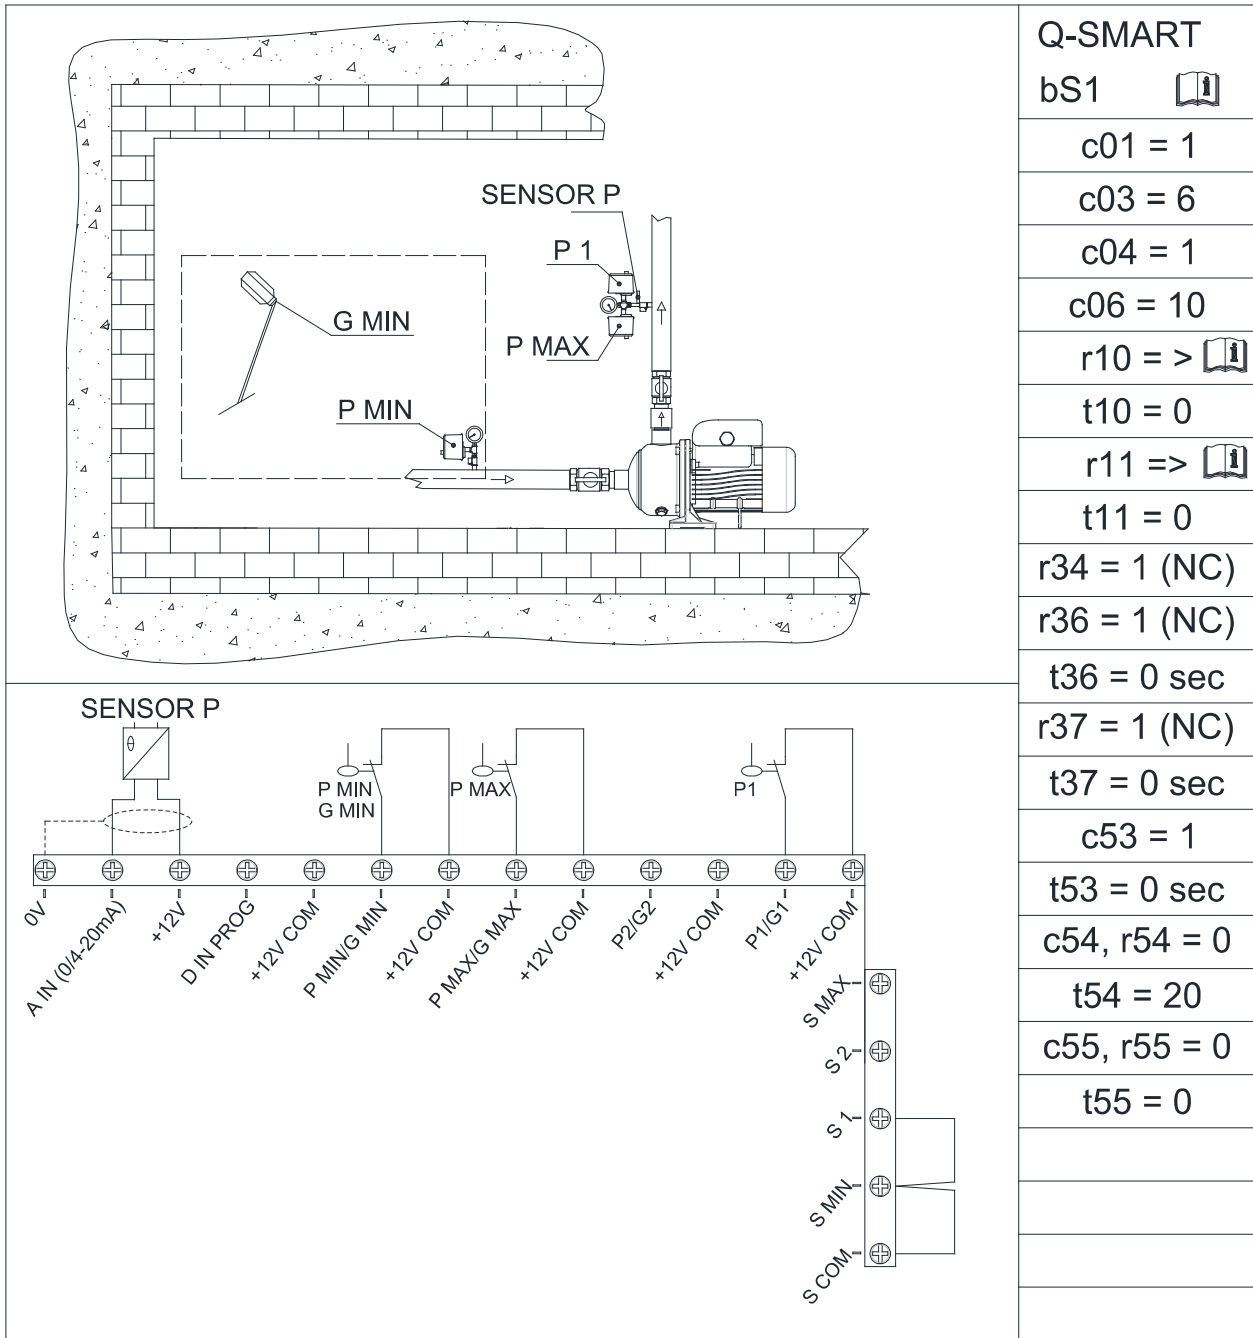 SENSOR P
P 1
G MIN
P MAX
P MIN
SENSOR P
θ
P MIN
G MIN
P MAX
P1
0V
A IN (0/4-20mA)
+12V
D IN PROG
+12V COM
P MIN/G MIN
+12V COM
P MAX/G MAX
+12V COM
P2/G2
+12V COM
P1/G1
+12V COM
S MAX
S 2
S 1
S MIN
S COM
Q-SMART
bS1 i
c01 = 1
c03 = 6
c04 = 1
c06 = 10
r10 = > i
t10 = 0
r11 => i
t11 = 0
r34 = 1 (NC)
r36 = 1 (NC)
t36 = 0 sec
r37 = 1 (NC)
t37 = 0 sec
c53 = 1
t53 = 0 sec
c54, r54 = 0
t54 = 20
c55, r55 = 0
t55 = 0